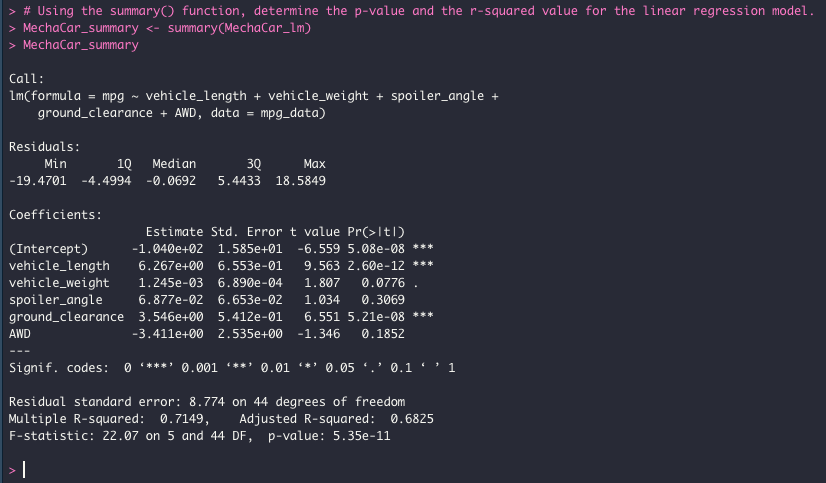 > # Using the summary() function, determine the p-value and the r-squared value for the linear regression model.
> MechaCar_summary <- summary(MechaCar_lm)
> MechaCar_summary
Call:
lm(formula = mpg ~ vehicle_length + vehicle_weight + spoiler_angle +
    ground_clearance + AWD, data = mpg_data)
Residuals:
     Min       1Q   Median       3Q      Max
-19.4701  -4.4994  -0.0692   5.4433  18.5849
Coefficients:
                   Estimate Std. Error t value Pr(>|t|)
(Intercept)      -1.040e+02  1.585e+01  -6.559 5.08e-08 ***
vehicle_length    6.267e+00  6.553e-01   9.563 2.60e-12 ***
vehicle_weight    1.245e-03  6.890e-04   1.807   0.0776 .
spoiler_angle     6.877e-02  6.653e-02   1.034   0.3069
ground_clearance  3.546e+00  5.412e-01   6.551 5.21e-08 ***
AWD              -3.411e+00  2.535e+00  -1.346   0.1852
---
Signif. codes:  0 ‘***’ 0.001 ‘**’ 0.01 ‘*’ 0.05 ‘.’ 0.1 ‘ ’ 1
Residual standard error: 8.774 on 44 degrees of freedom
Multiple R-squared:  0.7149,	Adjusted R-squared:  0.6825
F-statistic: 22.07 on 5 and 44 DF,  p-value: 5.35e-11
>